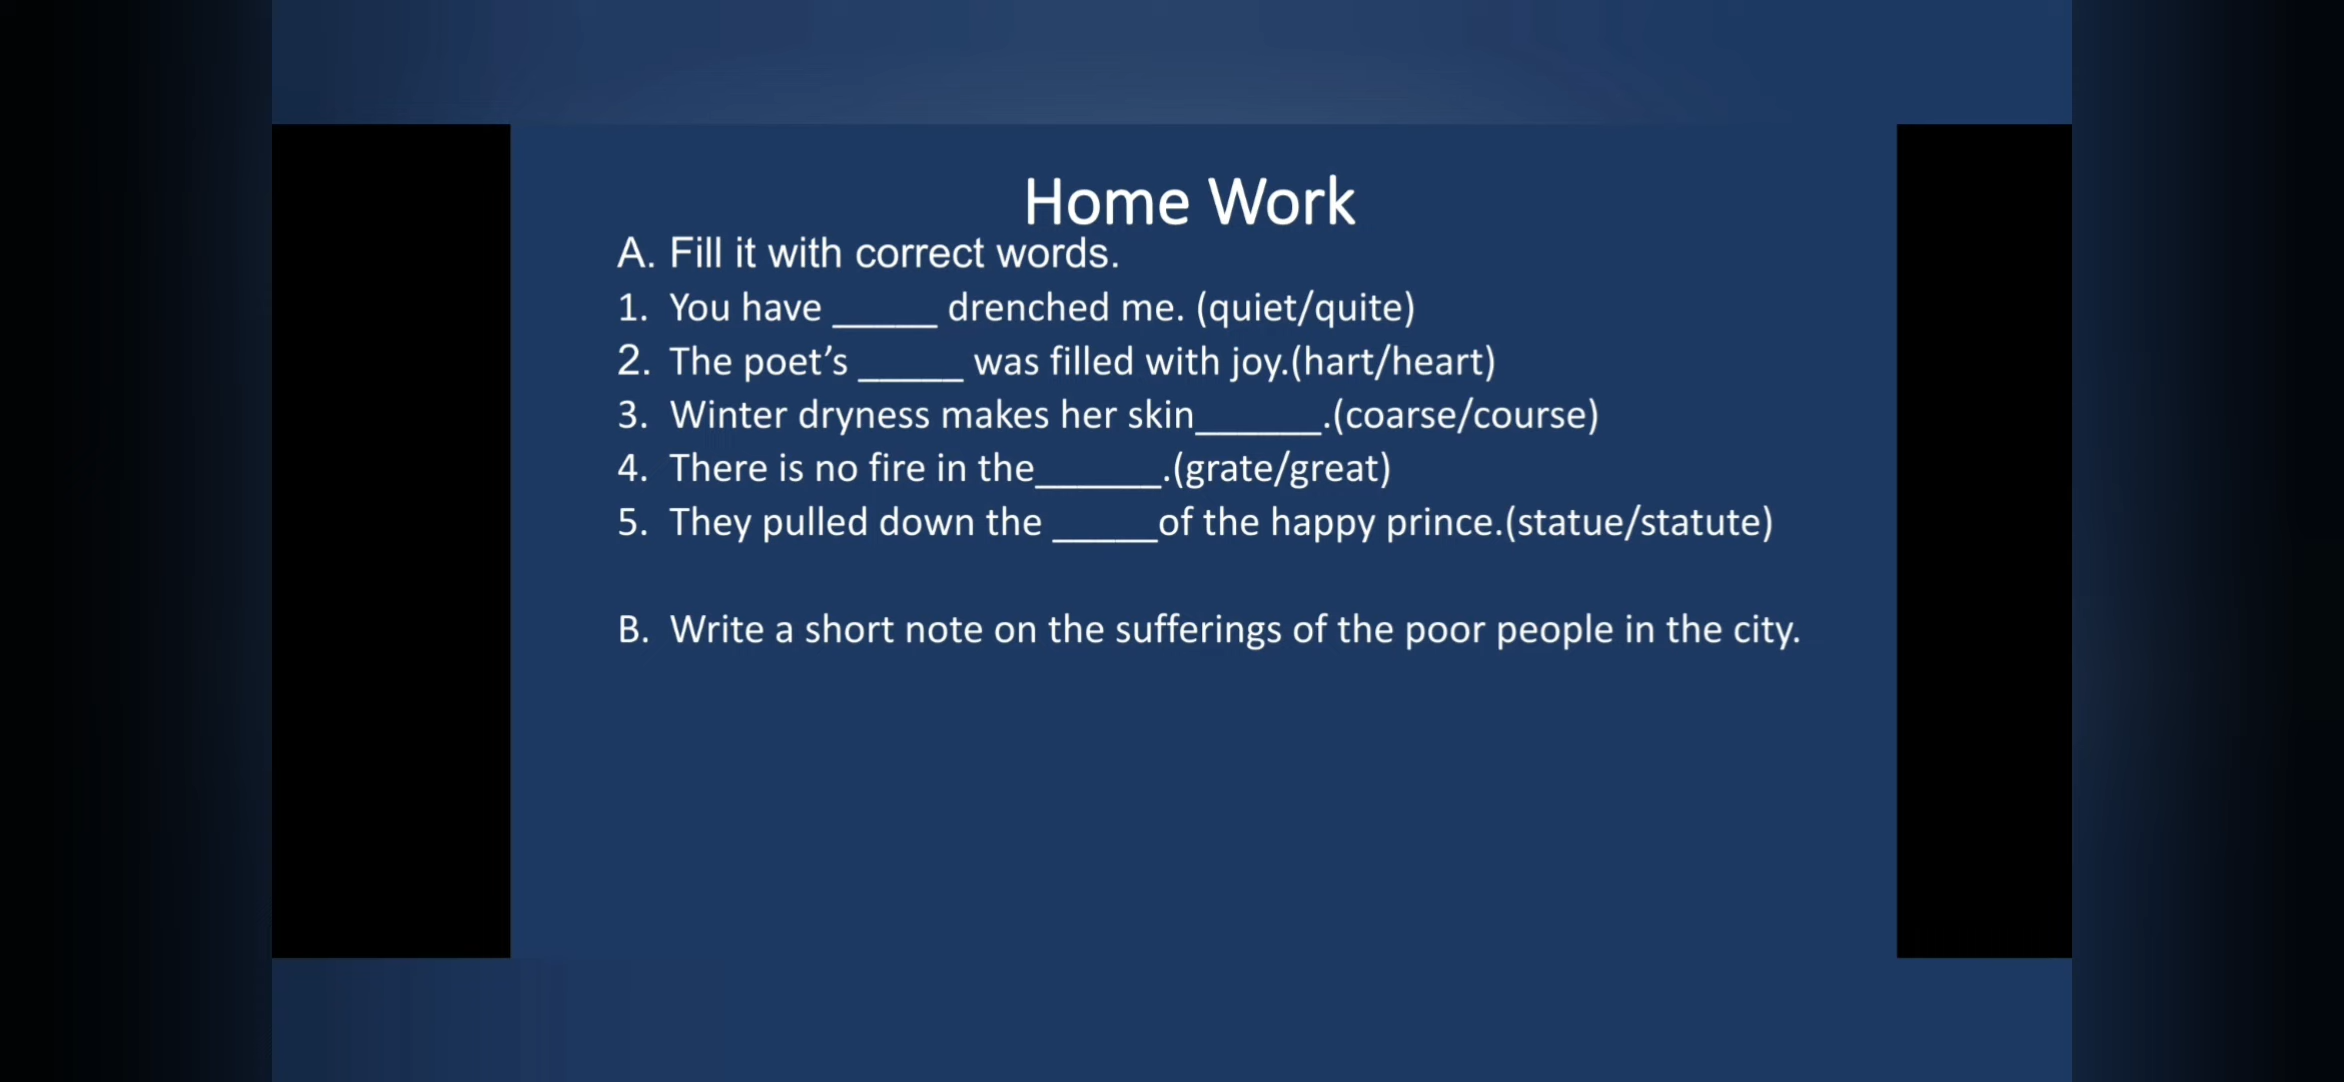 Home Work
A. Fill it with correct words.
1. You have _____ drenched me. (quiet/quite)
2. The poet’s _____ was filled with joy.(hart/heart)
3. Winter dryness makes her skin______.(coarse/course)
4. There is no fire in the______.(grate/great)
5. They pulled down the _____of the happy prince.(statue/statute)
B. Write a short note on the sufferings of the poor people in the city.